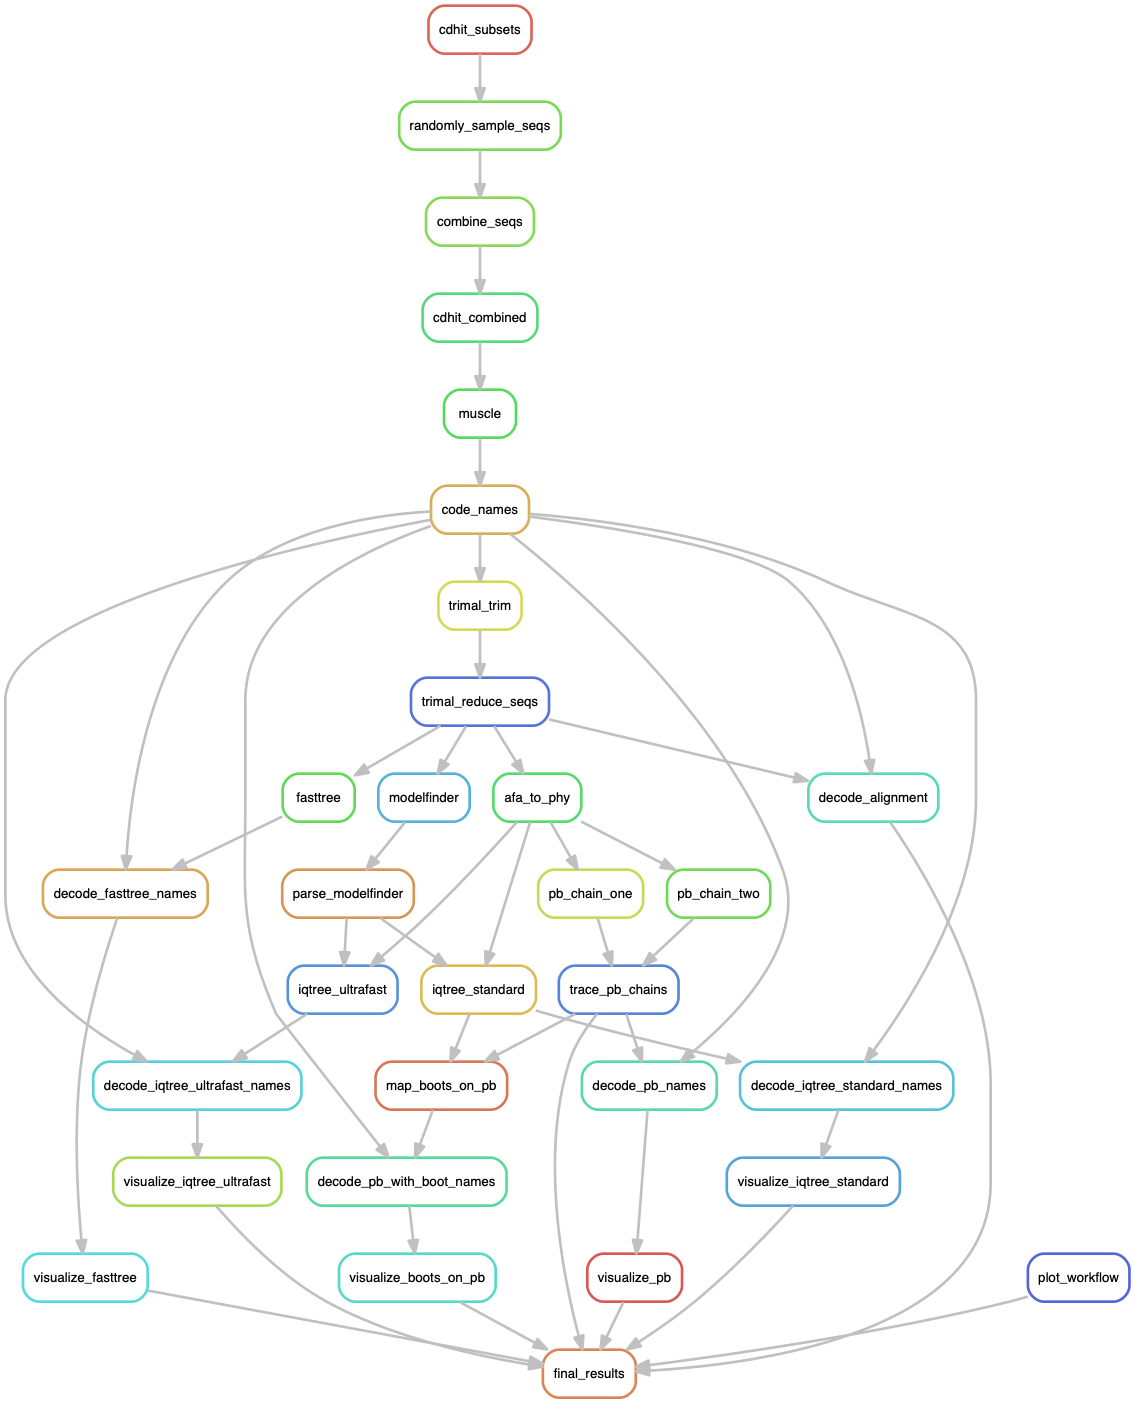 cdhit_subsets
randomly_sample_seqs
combine_seqs
cdhit_combined
muscle
code_names
trimal_trim
trimal_reduce_seqs
fasttree
modelfinder
afa_to_phy
decode_alignment
decode_fasttree_names
parse_modelfinder
pb_chain_one
pb_chain_two
iqtree_ultrafast
iqtree_standard
trace_pb_chains
decode_iqtree_ultrafast_names
map_boots_on_pb
decode_pb_names
decode_iqtree_standard_names
visualize_iqtree_ultrafast
decode_pb_with_boot_names
visualize_iqtree_standard
visualize_fasttree
visualize_boots_on_pb
visualize_pb
plot_workflow
final_results